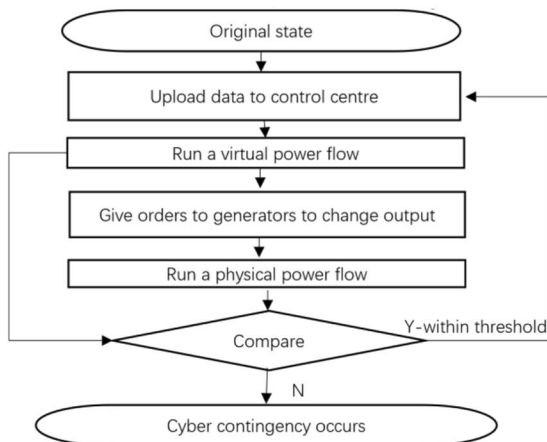 Original state
Upload data to control centre
Run a virtual power flow
Give orders to generators to change output
Run a physical power flow
Compare
Y-within threshold
N
Cyber contingency occurs